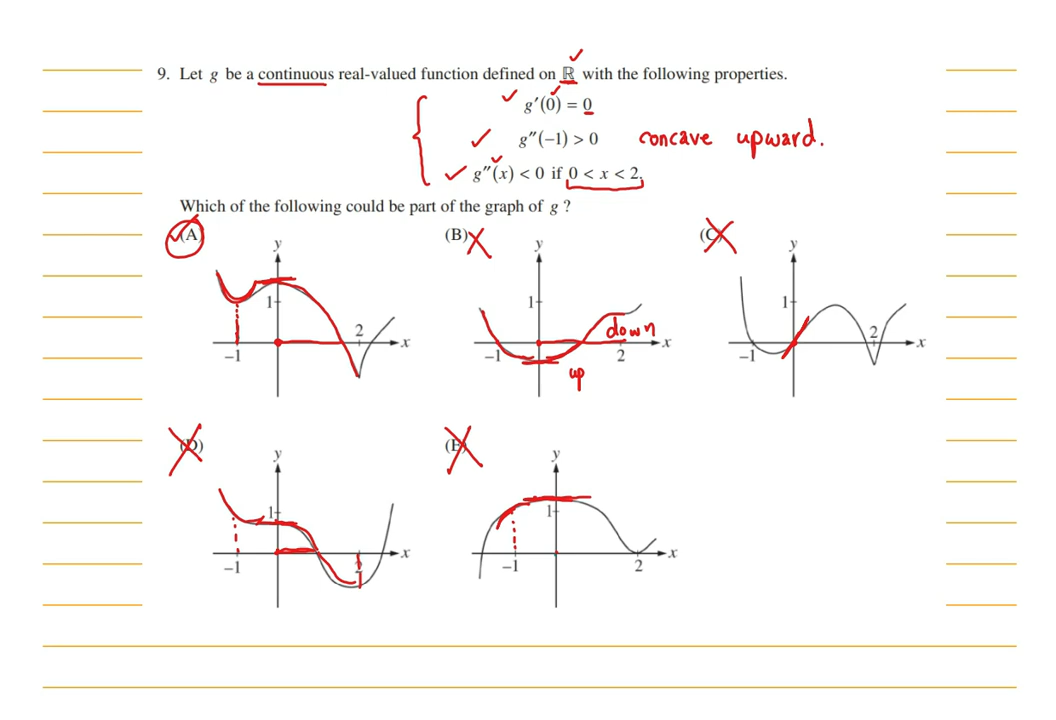 9. Let g be a continuous real-valued function defined on ℝ with the following properties.
g′(0) = 0
g″(−1) > 0 concave upward.
g″(x) < 0 if 0 < x < 2.
Which of the following could be part of the graph of g ?
(A) (B) (C)
y y y
1 1 1
2 down 2
x x x
−1 −1 2 −1
up
(D) (E)
y y
1 1
x x
−1 −1 2